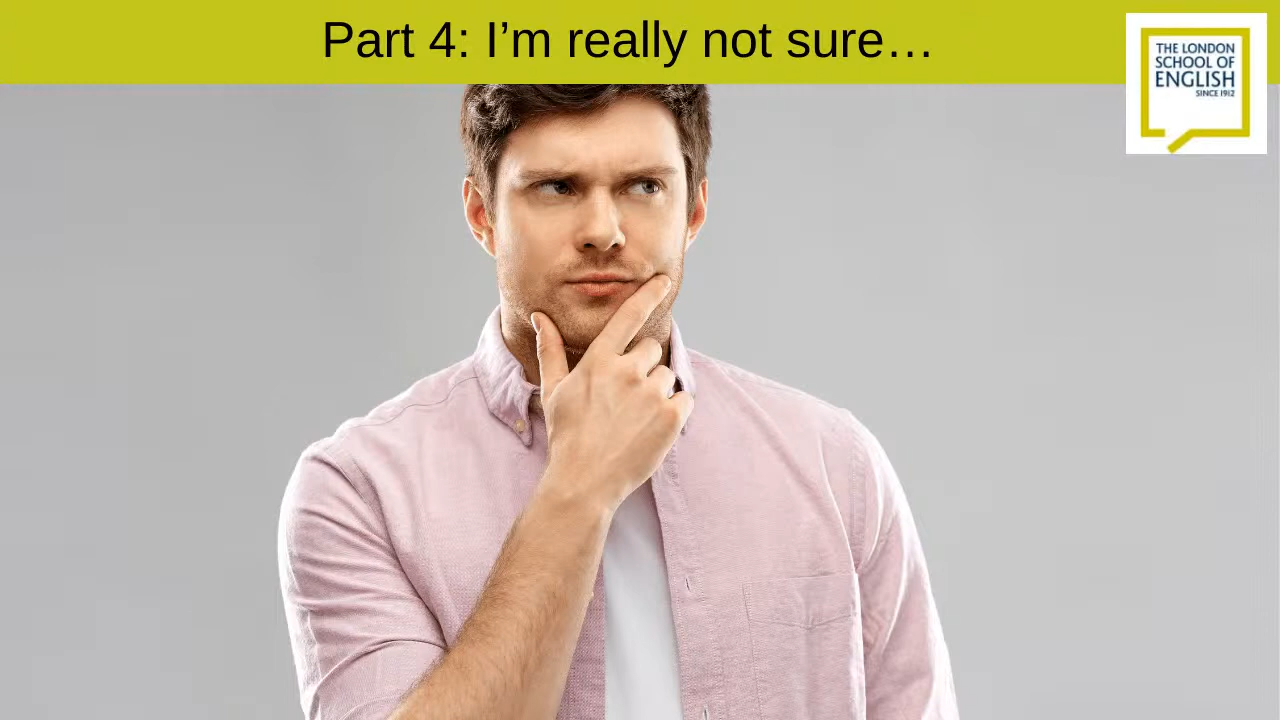 Part 4: I’m really not sure…
THE LONDON
SCHOOL OF
ENGLISH
SINCE 1912